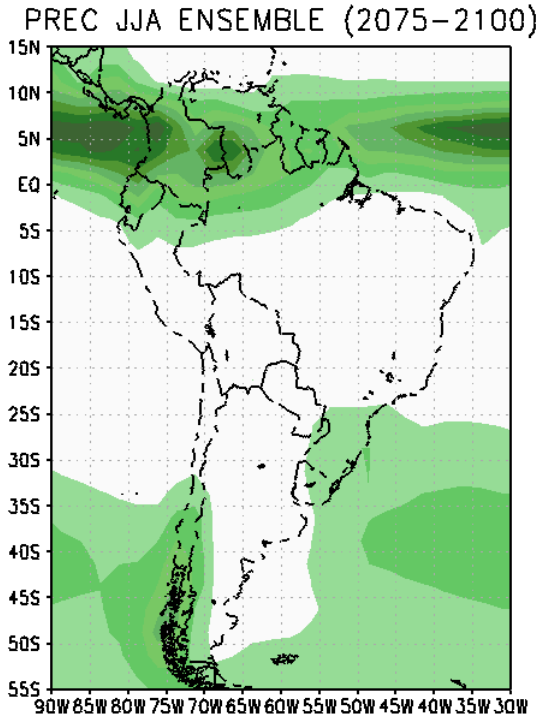 PREC JJA ENSEMBLE (2075-2100)
15N
10N
5N
EQ
5S
10S
15S
20S
25S
30S
35S
40S
45S
50S
55S
90W 85W 80W 75W 70W 65W 60W 55W 50W 45W 40W 35W 30W